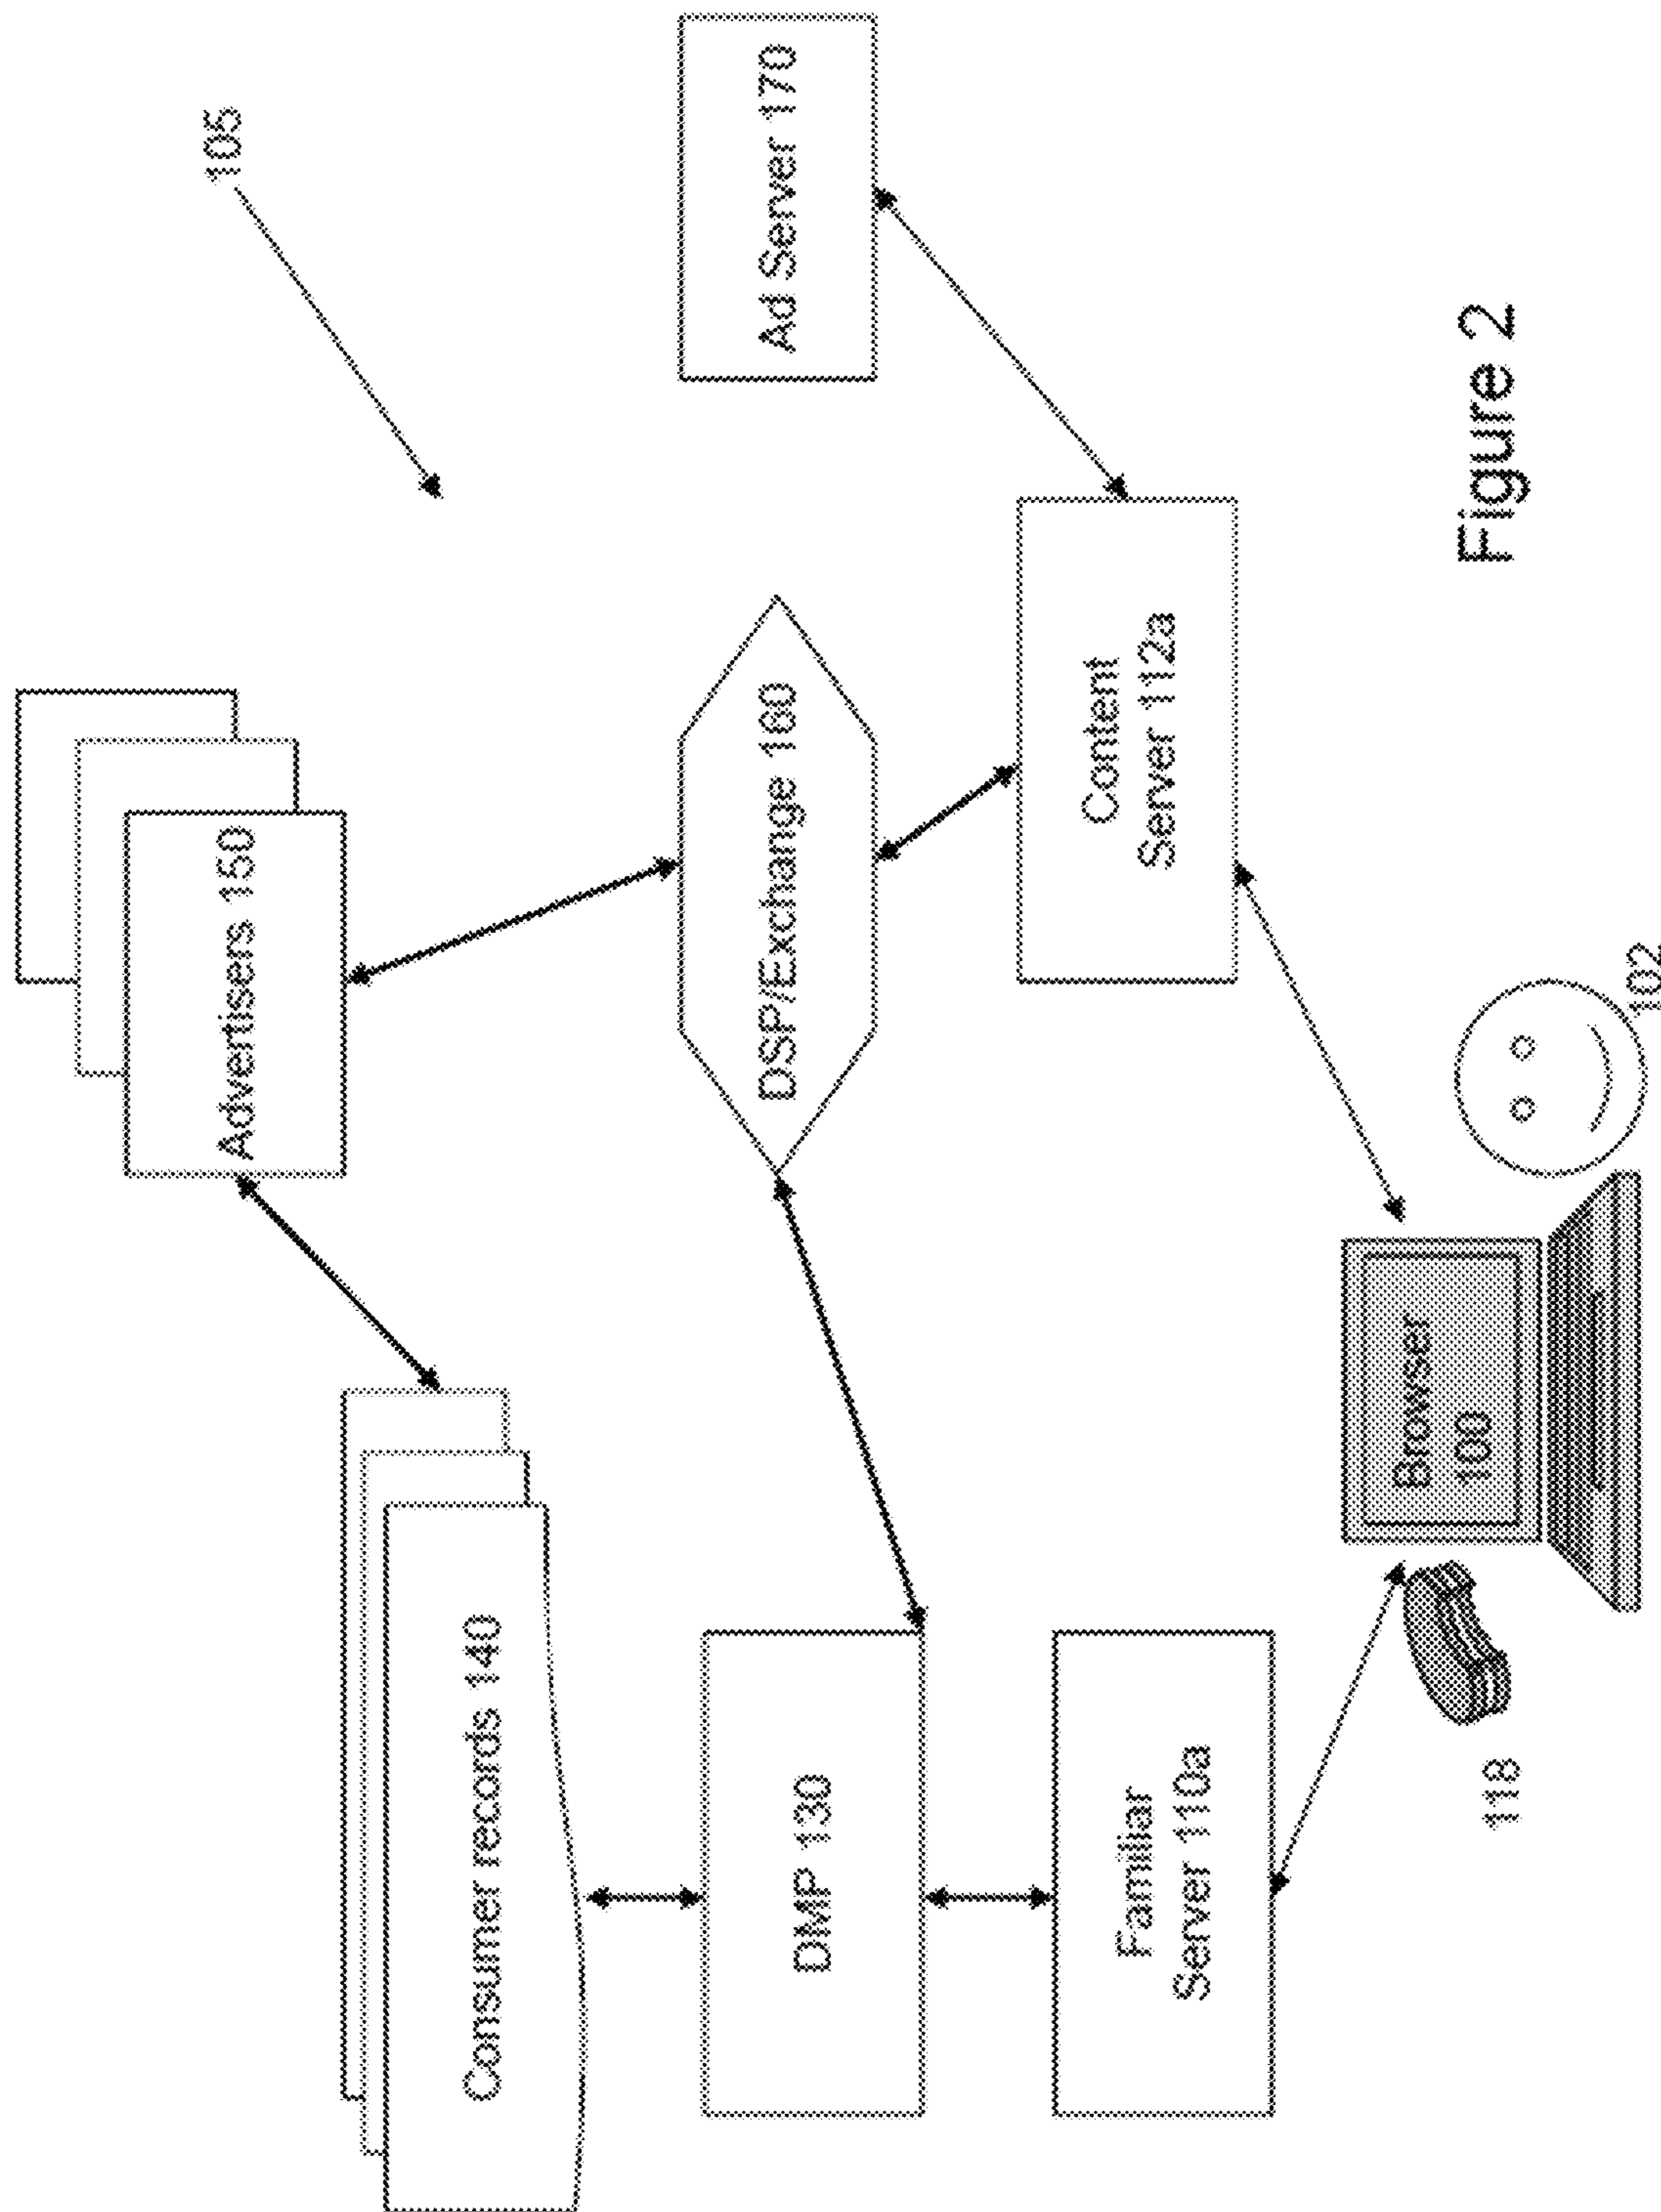 105
Advertisers 150
Consumer records 140
DMP 130
DSP/Exchange 160
Ad Server 170
Familiar
Server 110a
Content
Server 112a
Browser
100
118
102
Figure 2